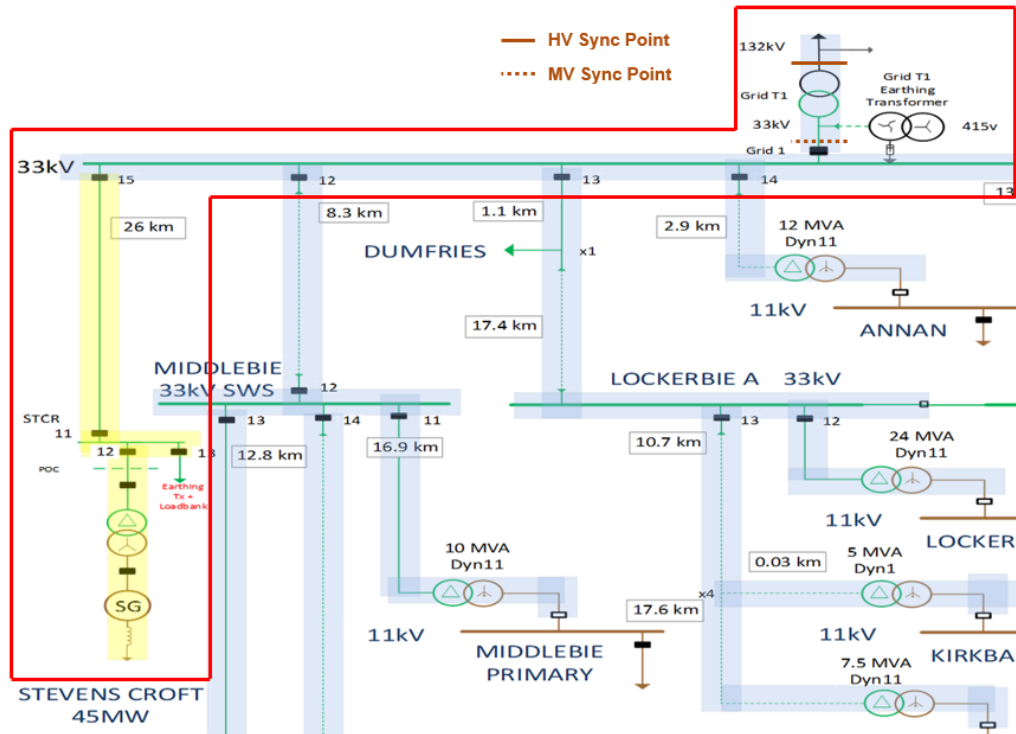 HV Sync Point
MV Sync Point
132kV
Grid T1
33kV
Grid 1
Grid T1
Earthing
Transformer
415v
33kV
15
12
13
14
13
26 km
8.3 km
1.1 km
2.9 km
DUMFRIES
x1
12 MVA
Dyn11
11kV
ANNAN
17.4 km
MIDDLEBIE
33kV SWS
12
LOCKERBIE A 33kV
STCR
11
12
13
POC
Earthing
Tx +
Loadbank
13
14
11
12.8 km
16.9 km
10.7 km
13
12
24 MVA
Dyn11
11kV
LOCKER
SG
10 MVA
Dyn11
11kV
MIDDLEBIE
PRIMARY
0.03 km
5 MVA
Dyn1
x4
17.6 km
11kV
KIRKBA
7.5 MVA
Dyn11
STEVENS CROFT
45MW